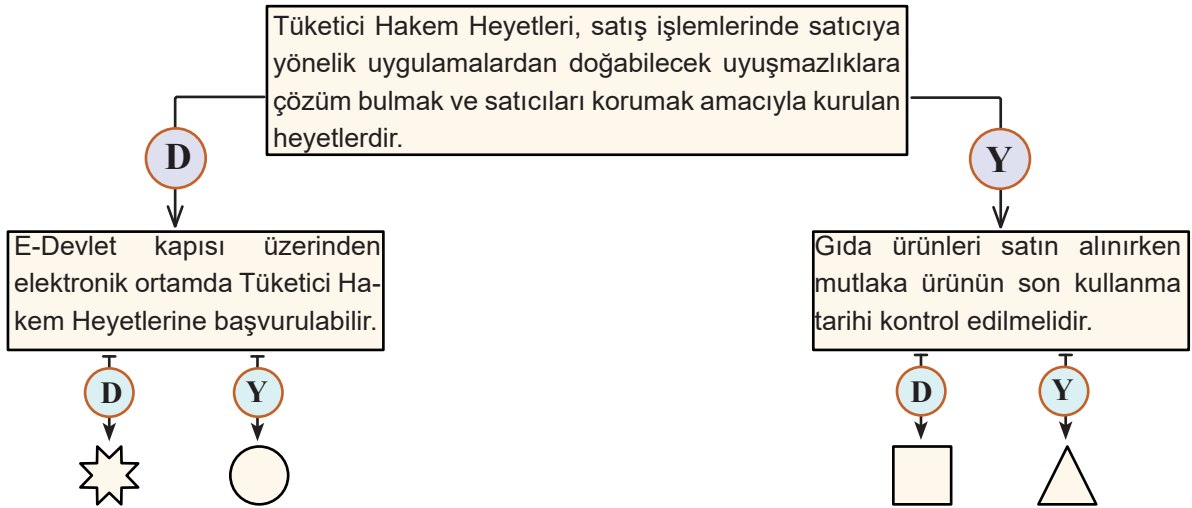 Tüketici Hakem Heyetleri, satış işlemlerinde satıcıya
yönelik uygulamalardan doğabilecek uyuşmazlıklara
çözüm bulmak ve satıcıları korumak amacıyla kurulan
heyetlerdir.
D
Y
E-Devlet kapısı üzerinden
elektronik ortamda Tüketici Ha-
kem Heyetlerine başvurulabilir.
Gıda ürünleri satın alınırken
mutlaka ürünün son kullanma
tarihi kontrol edilmelidir.
D
Y
D
Y